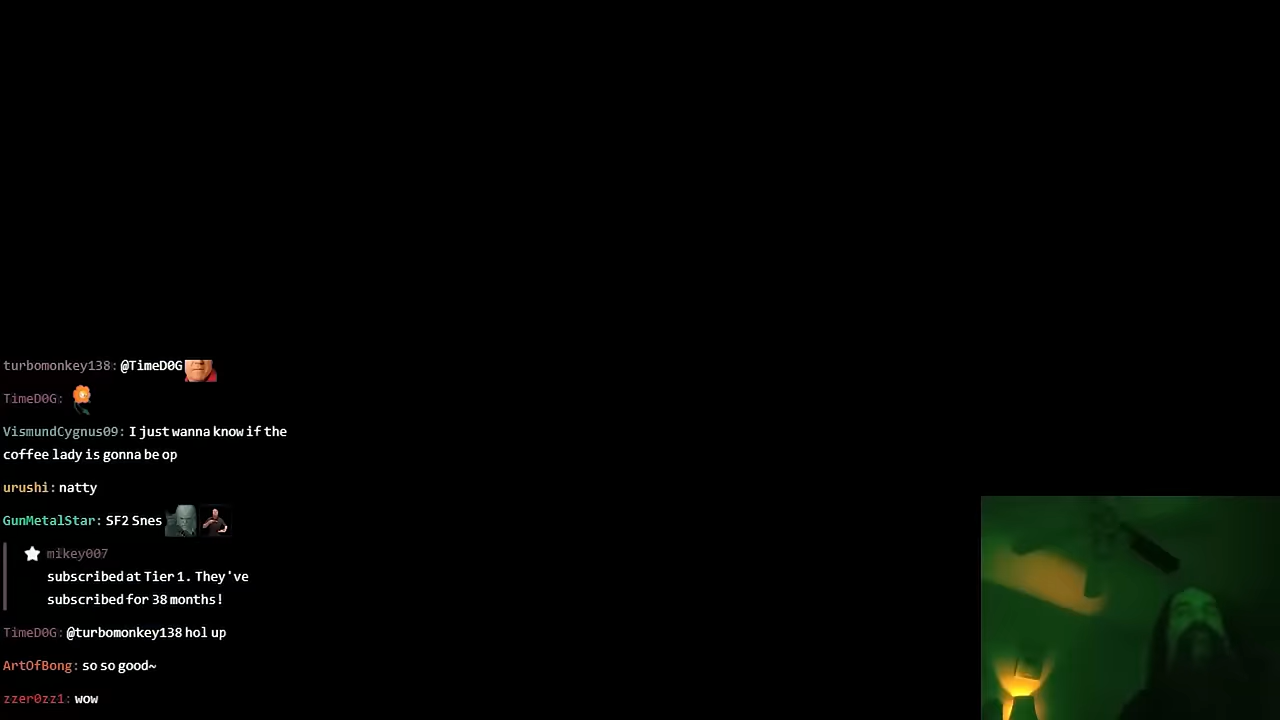 turbomonkey138: @TimeD0G
TimeD0G:
VismundCygnus09: I just wanna know if the
coffee lady is gonna be op
urushi: natty
GunMetalStar: SF2 Snes
mikey007
subscribed at Tier 1. They've
subscribed for 38 months!
TimeD0G: @turbomonkey138 hol up
ArtOfBong: so so good~
zzer0zz1: wow